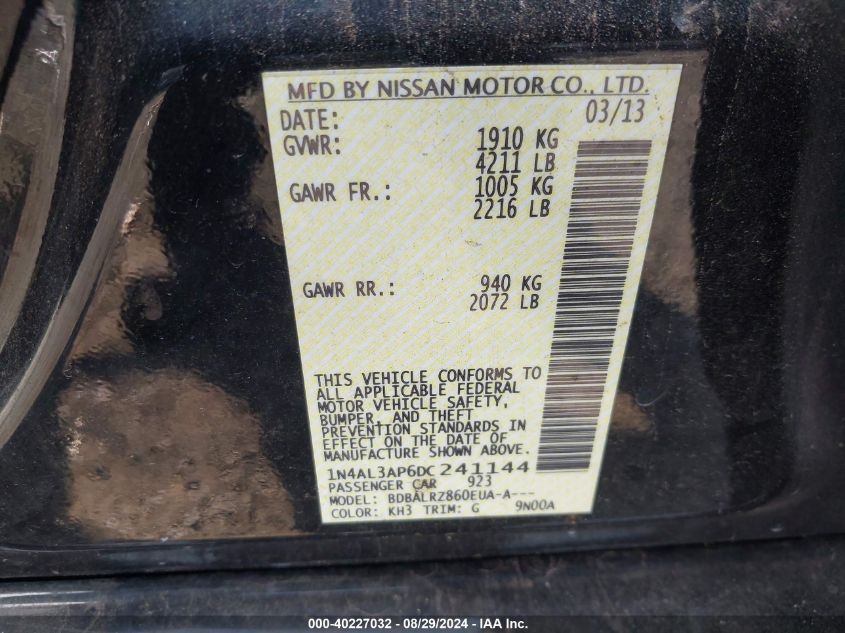 MFD BY NISSAN MOTOR CO., LTD.
DATE: 03/13
GVWR: 1910 KG
4211 LB
GAWR FR.: 1005 KG
2216 LB
GAWR RR.: 940 KG
2072 LB
THIS VEHICLE CONFORMS TO
ALL APPLICABLE FEDERAL
MOTOR VEHICLE SAFETY,
BUMPER, AND THEFT
PREVENTION STANDARDS IN
EFFECT ON THE DATE OF
MANUFACTURE SHOWN ABOVE.
1N4AL3AP6DC241144
PASSENGER CAR 923
MODEL: BDBALRZ860EUA-A---
COLOR: KH3 TRIM: G 9N00A
000-40227032 - 08/29/2024 - IAA Inc.